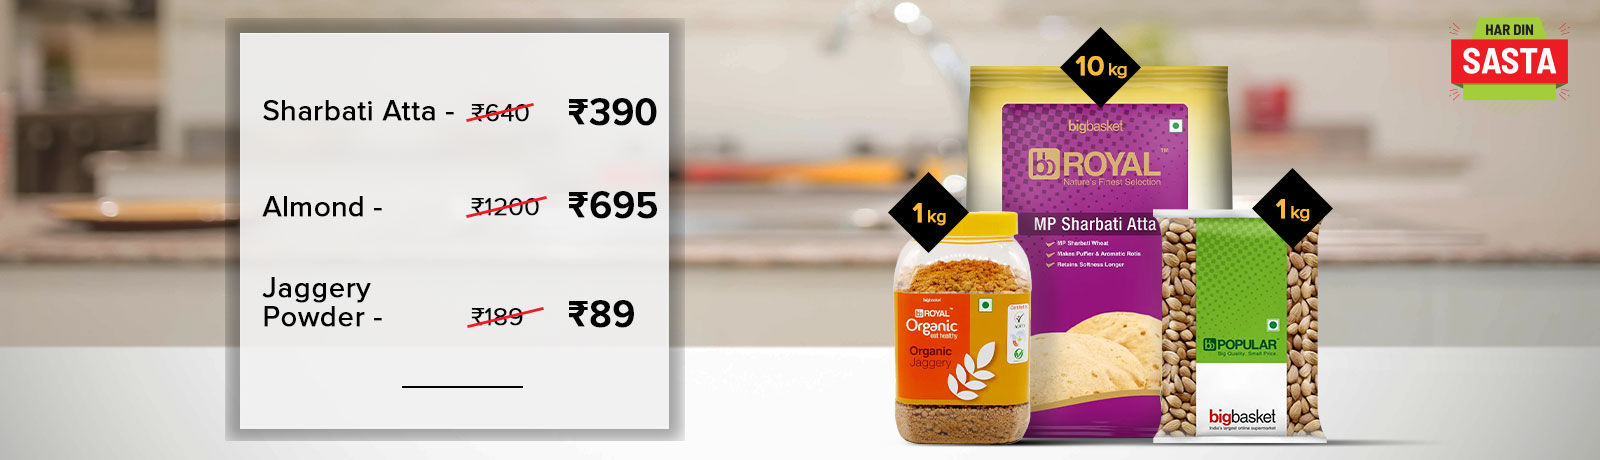 Sharbati Atta - ₹640 ₹390
Almond - ₹1200 ₹695
Jaggery
Powder - ₹189 ₹89
10 kg
bigbasket
bb ROYAL™
Nature's Finest Selection
MP Sharbati Atta
MP Sharbati Wheat
Makes Puffier & Aromatic Rotis
Retains Softness Longer
1 kg
bigbasket
bb ROYAL
Organic
eat healthy
Organic
Jaggery
1 kg
bb POPULAR
Big Quality. Small Price.
bigbasket
India's largest online supermarket
HAR DIN
SASTA